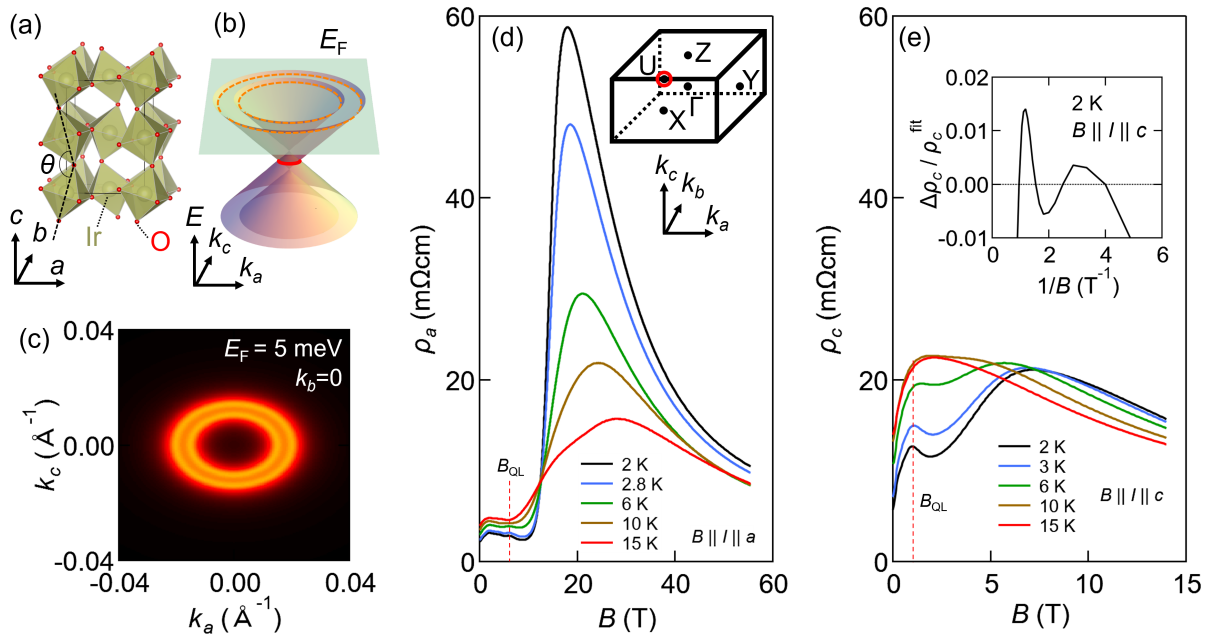 (a)
θ
c
b
a
Ir
O
(b)
E_F
E
k_c
k_a
(c)
E_F = 5 meV
k_b=0
0.04
0.00
-0.04
k_c (Å⁻¹)
-0.04
0.00
0.04
k_a (Å⁻¹)
(d)
60
40
20
0
ρ_a (mΩcm)
U
Z
Y
Γ
X
k_c
k_b
k_a
B_QL
2 K
2.8 K
6 K
10 K
15 K
B || I || a
0
20
40
60
B (T)
(e)
60
40
20
0
ρ_c (mΩcm)
0.02
0.01
0.00
-0.01
Δρ_c / ρ_c^fit
2 K
B || I || c
0
2
4
6
1/B (T⁻¹)
B_QL
2 K
3 K
6 K
10 K
15 K
B || I || c
0
5
10
15
B (T)